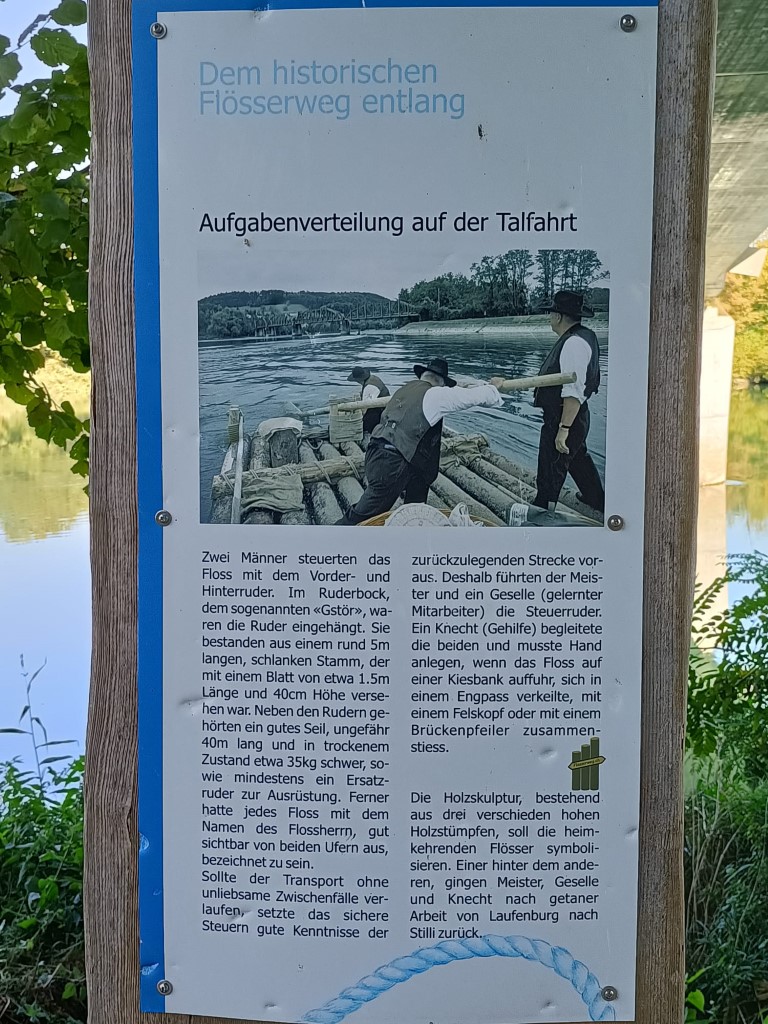 Dem historischen
Flösserweg entlang
Aufgabenverteilung auf der Talfahrt
Zwei Männer steuerten das
Floss mit dem Vorder- und
Hinterruder. Im Ruderbock,
dem sogenannten «Gstör», wa-
ren die Ruder eingehängt. Sie
bestanden aus einem rund 5m
langen, schlanken Stamm, der
mit einem Blatt von etwa 1.5m
Länge und 40cm Höhe verse-
hen war. Neben den Rudern ge-
hörten ein gutes Seil, ungefähr
40m lang und in trockenem
Zustand etwa 35kg schwer, so-
wie mindestens ein Ersatz-
ruder zur Ausrüstung. Ferner
hatte jedes Floss mit dem
Namen des Flossherrn, gut
sichtbar von beiden Ufern aus,
bezeichnet zu sein.
Sollte der Transport ohne
unliebsame Zwischenfälle ver-
laufen, setzte das sichere
Steuern gute Kenntnisse der
zurückzulegenden Strecke vor-
aus. Deshalb führten der Meis-
ter und ein Geselle (gelernter
Mitarbeiter) die Steuerruder.
Ein Knecht (Gehilfe) begleitete
die beiden und musste Hand
anlegen, wenn das Floss auf
einer Kiesbank auffuhr, sich in
einem Engpass verkeilte, mit
einem Felskopf oder mit einem
Brückenpfeiler zusammen-
stiess.
Die Holzskulptur, bestehend
aus drei verschieden hohen
Holzstümpfen, soll die heim-
kehrenden Flösser symboli-
sieren. Einer hinter dem ande-
ren, gingen Meister, Geselle
und Knecht nach getaner
Arbeit von Laufenburg nach
Stilli zurück.